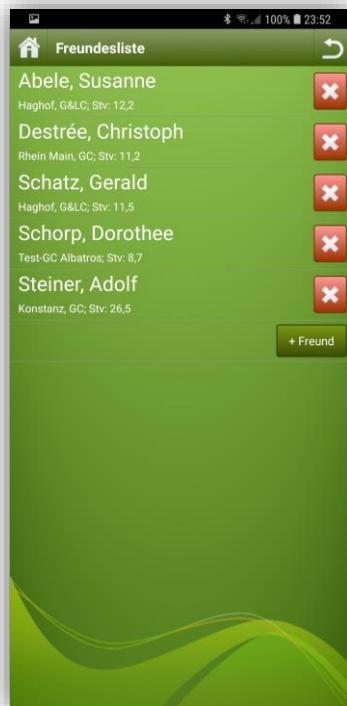 100% 23:52
Freundesliste
Abele, Susanne
Haghof, G&LC; Stv: 12,2
Destrée, Christoph
Rhein Main, GC; Stv: 11,2
Schatz, Gerald
Haghof, G&LC; Stv: 11,5
Schorp, Dorothee
Test-GC Albatros; Stv: 8,7
Steiner, Adolf
Konstanz, GC; Stv: 26,5
+ Freund